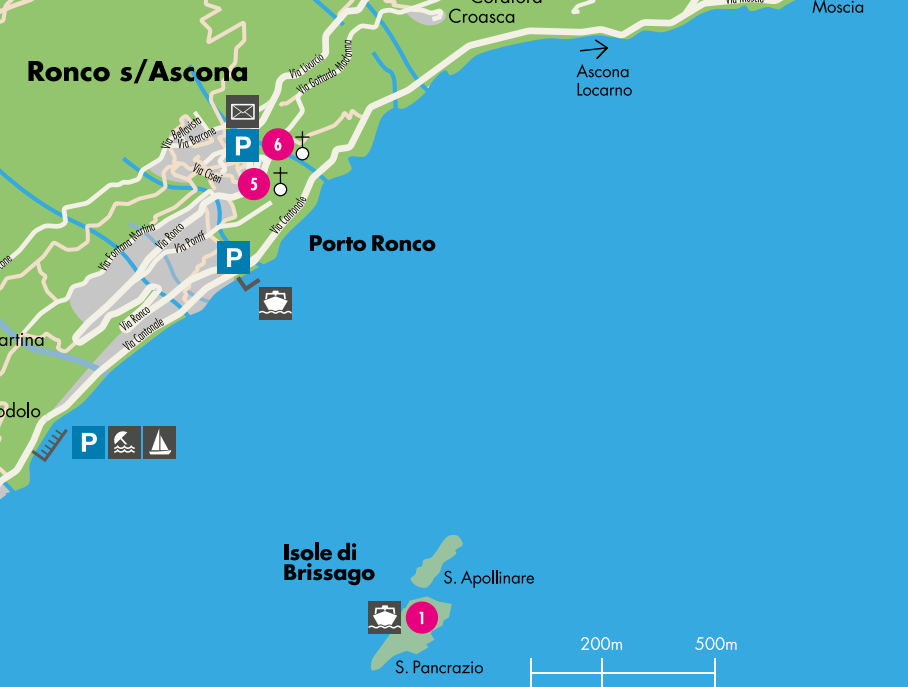 Croasca
Moscia
Ascona
Locarno
Ronco s/Ascona
Via Livurcio
Via Gottardo Madonna
Via Bellavista
Via Barcone
P
6
Via Ciseri
5
Via Cantonale
Porto Ronco
Via Fontana Martina
Via Ronco
Via Pontif
P
Via Ronco
Via Cantonale
artina
odolo
P
Isole di
Brissago
S. Apollinare
1
S. Pancrazio
200m
500m